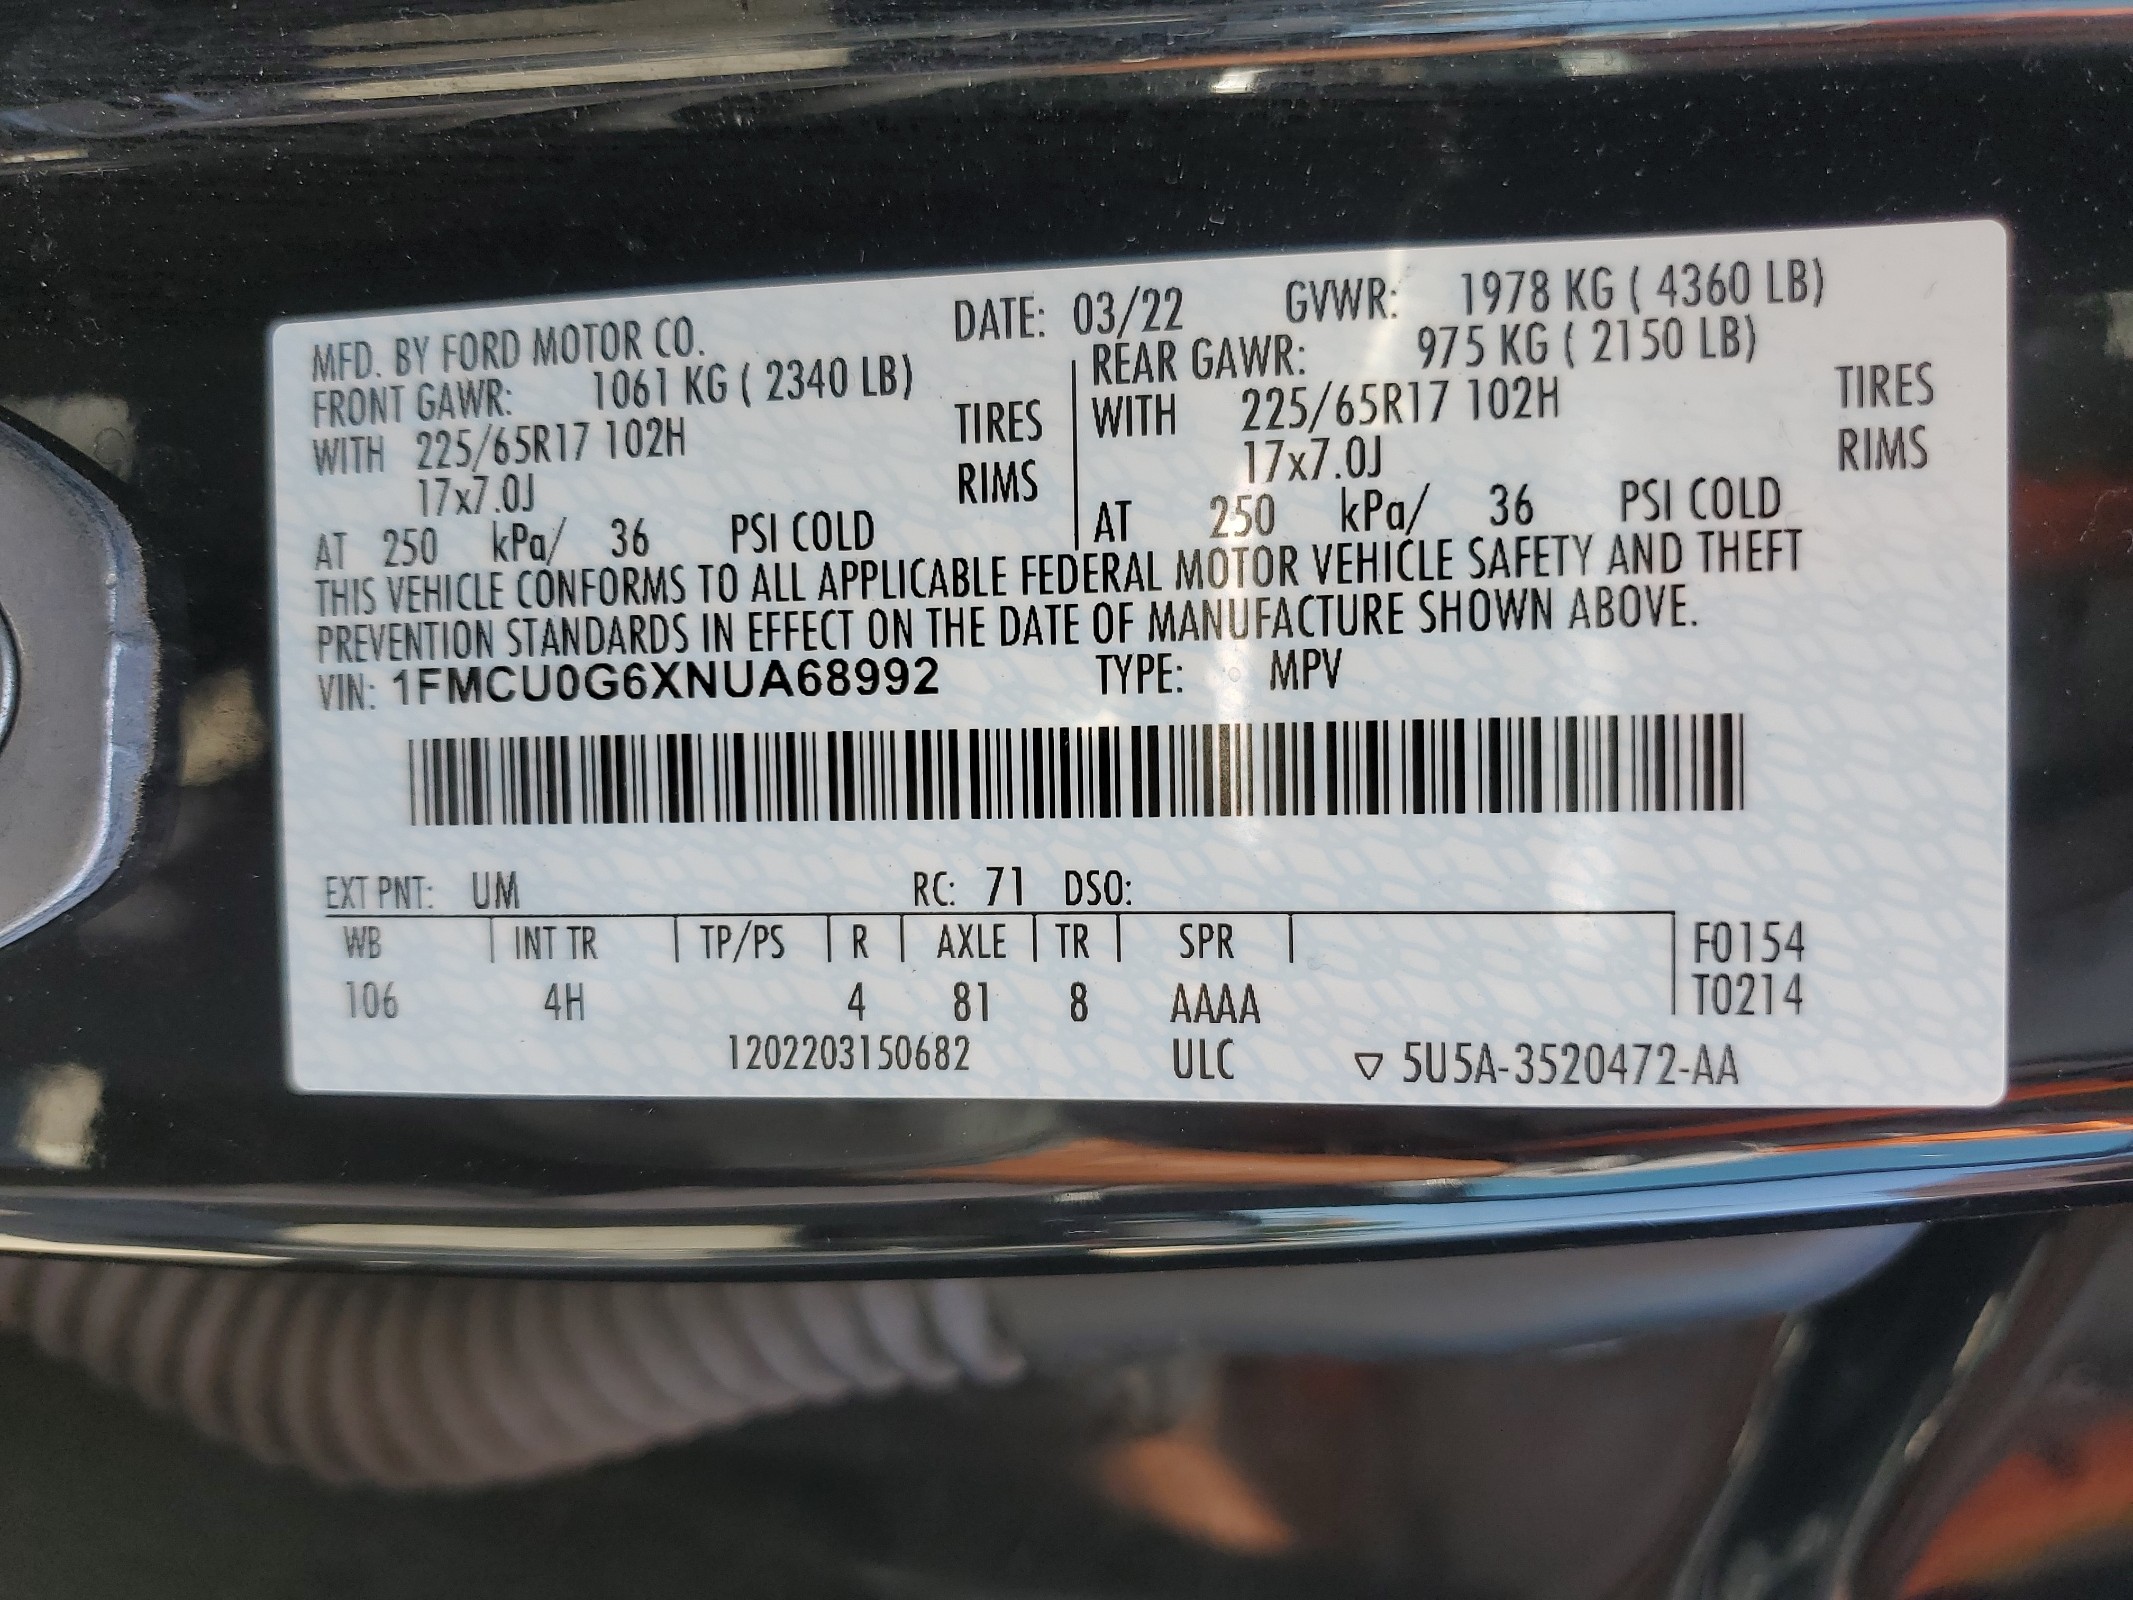 MFD. BY FORD MOTOR CO. DATE: 03/22 GVWR: 1978 KG ( 4360 LB)
FRONT GAWR: 1061 KG ( 2340 LB) REAR GAWR: 975 KG ( 2150 LB)
WITH 225/65R17 102H TIRES WITH 225/65R17 102H TIRES
17x7.0J RIMS 17x7.0J RIMS
AT 250 kPa/ 36 PSI COLD AT 250 kPa/ 36 PSI COLD
THIS VEHICLE CONFORMS TO ALL APPLICABLE FEDERAL MOTOR VEHICLE SAFETY AND THEFT
PREVENTION STANDARDS IN EFFECT ON THE DATE OF MANUFACTURE SHOWN ABOVE.
VIN: 1FMCU0G6XNUA68992 TYPE: MPV
EXT PNT: UM RC: 71 DSO:
WB INT TR TP/PS R AXLE TR SPR F0154
106 4H 4 81 8 AAAA T0214
1202203150682 ULC ▽ 5U5A-3520472-AA